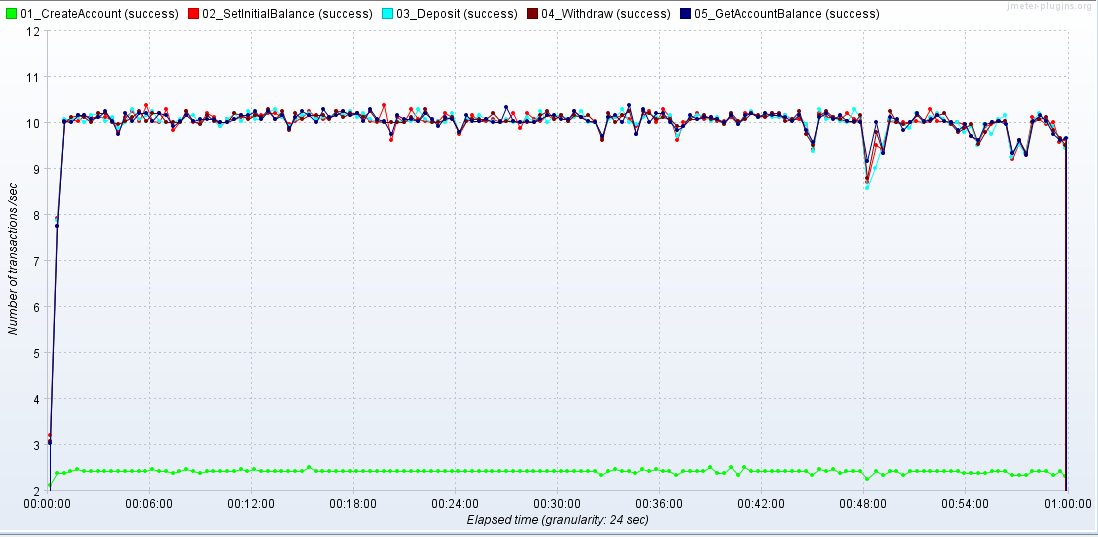 jmeter-plugins.org
01_CreateAccount (success) 02_SetInitialBalance (success) 03_Deposit (success) 04_Withdraw (success) 05_GetAccountBalance (success)
12
11
10
9
8
7
6
5
4
3
2
Number of transactions /sec
00:00:00 00:06:00 00:12:00 00:18:00 00:24:00 00:30:00 00:36:00 00:42:00 00:48:00 00:54:00 01:00:00
Elapsed time (granularity: 24 sec)